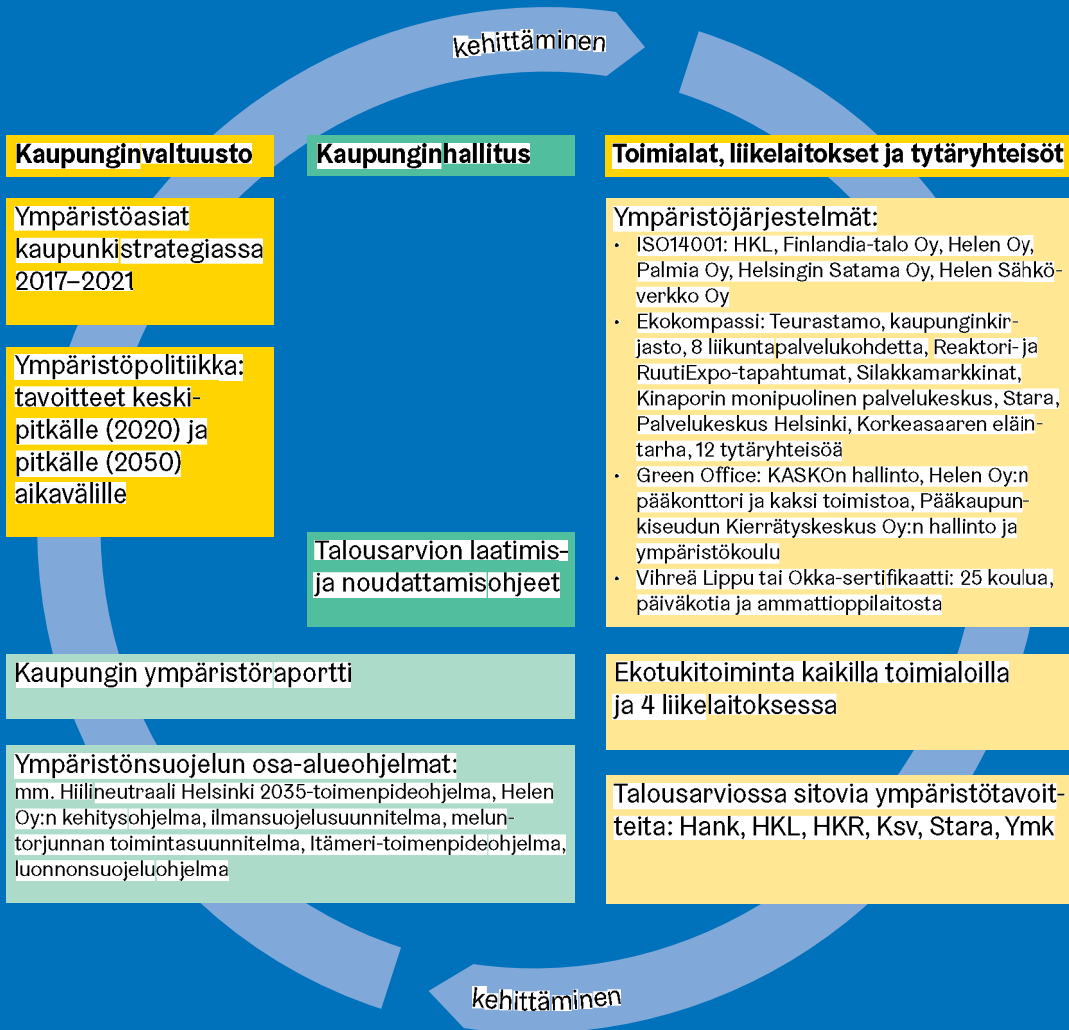 kehittäminen
Kaupunginvaltuusto
Ympäristöasiat
kaupunkistrategiassa
2017–2021
Ympäristöpolitiikka:
tavoitteet keski-
pitkälle (2020) ja
pitkälle (2050)
aikavälille
Kaupunginhallitus
Talousarvion laatimis-
ja noudattamisohjeet
Kaupungin ympäristöraportti
Ympäristönsuojelun osa-alueohjelmat:
mm. Hiilineutraali Helsinki 2035-toimenpideohjelma, Helen
Oy:n kehitysohjelma, ilmansuojelusuunnitelma, melun-
torjunnan toimintasuunnitelma, Itämeri-toimenpideohjelma,
luonnonsuojeluohjelma
Toimialat, liikelaitokset ja tytäryhteisöt
Ympäristöjärjestelmät:
• ISO14001: HKL, Finlandia-talo Oy, Helen Oy,
Palmia Oy, Helsingin Satama Oy, Helen Sähkö-
verkko Oy
• Ekokompassi: Teurastamo, kaupunginkir-
jasto, 8 liikuntapalvelukohdetta, Reaktori- ja
RuutiExpo-tapahtumat, Silakkamarkkinat,
Kinaporin monipuolinen palvelukeskus, Stara,
Palvelukeskus Helsinki, Korkeasaaren eläin-
tarha, 12 tytäryhteisöä
• Green Office: KASKOn hallinto, Helen Oy:n
pääkonttori ja kaksi toimistoa, Pääkaupun-
kiseudun Kierrätyskeskus Oy:n hallinto ja
ympäristökoulu
• Vihreä Lippu tai Okka-sertifikaatti: 25 koulua,
päiväkotia ja ammattioppilaitosta
Ekotukitoiminta kaikilla toimialoilla
ja 4 liikelaitoksessa
Talousarviossa sitovia ympäristötavoit-
teita: Hank, HKL, HKR, Ksv, Stara, Ymk
kehittäminen